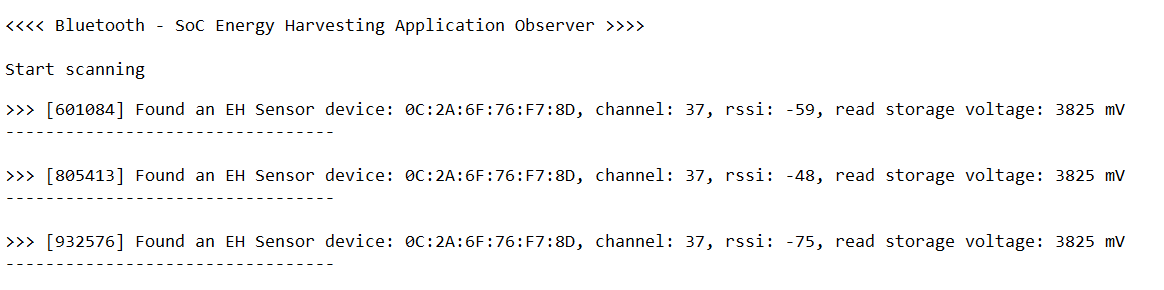 <<<< Bluetooth - SoC Energy Harvesting Application Observer >>>>
Start scanning
>>> [601084] Found an EH Sensor device: 0C:2A:6F:76:F7:8D, channel: 37, rssi: -59, read storage voltage: 3825 mV
---------------------------------
>>> [805413] Found an EH Sensor device: 0C:2A:6F:76:F7:8D, channel: 37, rssi: -48, read storage voltage: 3825 mV
---------------------------------
>>> [932576] Found an EH Sensor device: 0C:2A:6F:76:F7:8D, channel: 37, rssi: -75, read storage voltage: 3825 mV
---------------------------------